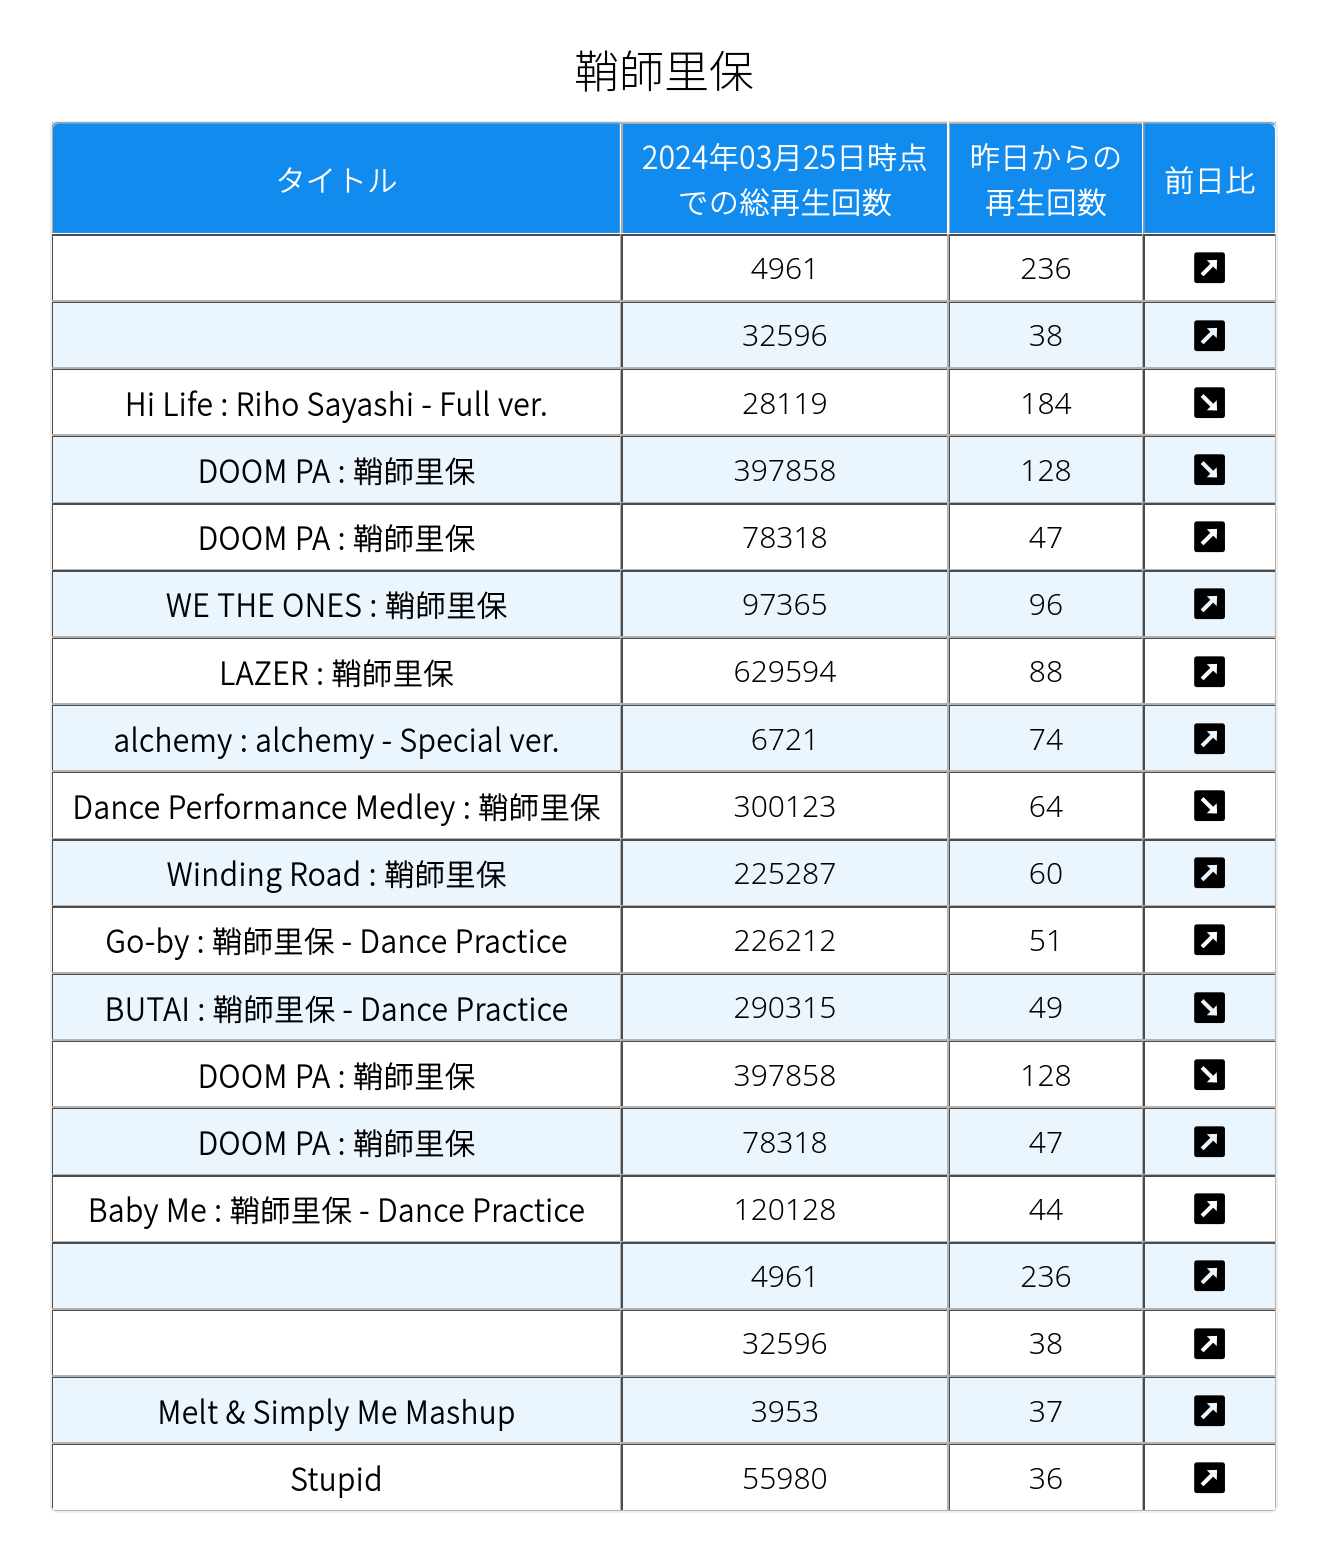 鞘師里保
タイトル 2024年03月25日時点での総再生回数 昨日からの再生回数 前日比
4961 236 ↗
32596 38 ↗
Hi Life : Riho Sayashi - Full ver. 28119 184 ↘
DOOM PA : 鞘師里保 397858 128 ↘
DOOM PA : 鞘師里保 78318 47 ↗
WE THE ONES : 鞘師里保 97365 96 ↗
LAZER : 鞘師里保 629594 88 ↗
alchemy : alchemy - Special ver. 6721 74 ↗
Dance Performance Medley : 鞘師里保 300123 64 ↘
Winding Road : 鞘師里保 225287 60 ↗
Go-by : 鞘師里保 - Dance Practice 226212 51 ↗
BUTAI : 鞘師里保 - Dance Practice 290315 49 ↘
DOOM PA : 鞘師里保 397858 128 ↘
DOOM PA : 鞘師里保 78318 47 ↗
Baby Me : 鞘師里保 - Dance Practice 120128 44 ↗
4961 236 ↗
32596 38 ↗
Melt & Simply Me Mashup 3953 37 ↗
Stupid 55980 36 ↗